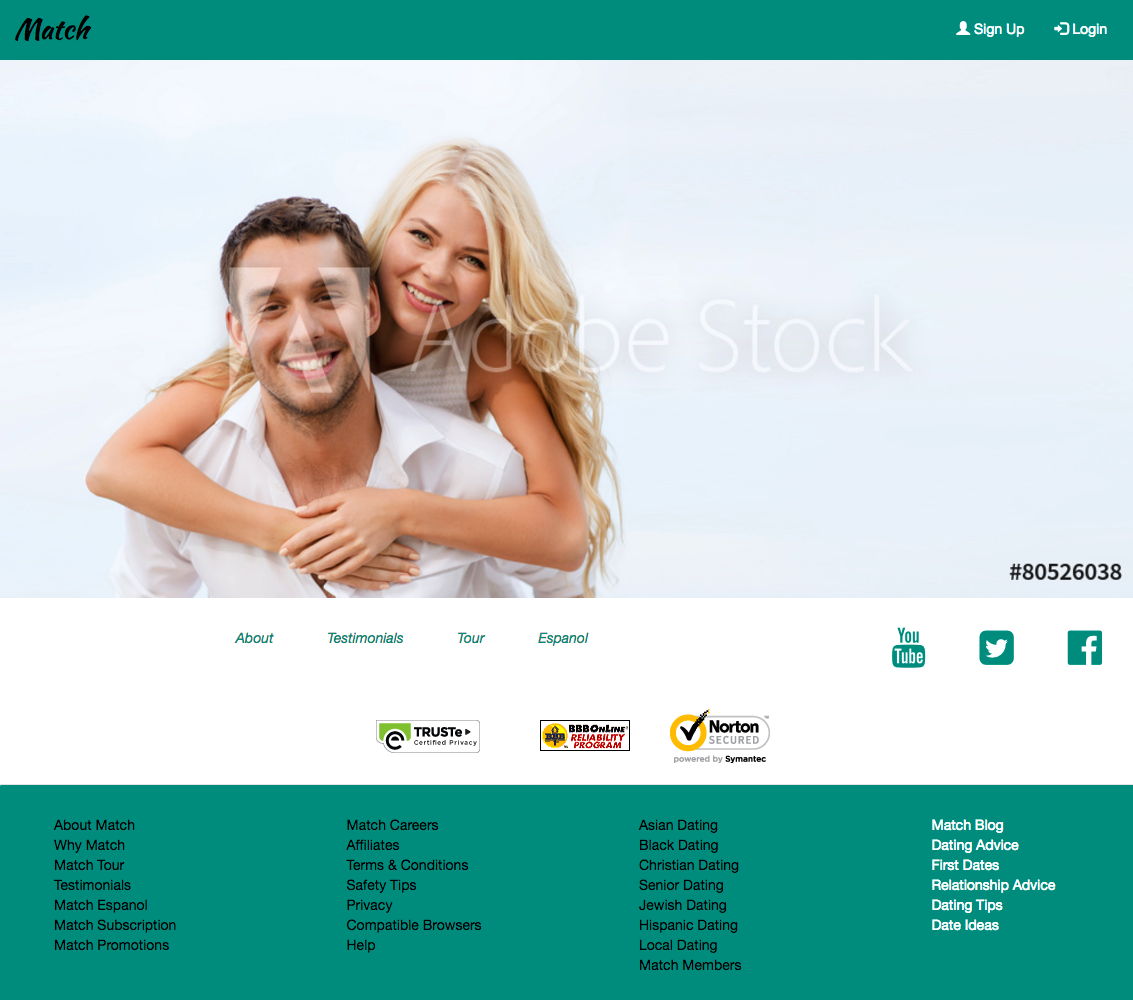 Match
Sign Up
Login
Adobe Stock
#80526038
About
Testimonials
Tour
Espanol
You
Tube
TRUSTe
Certified Privacy
BBB
BBBOnLine
RELIABILITY
PROGRAM
Norton
SECURED
powered by Symantec
About Match
Why Match
Match Tour
Testimonials
Match Espanol
Match Subscription
Match Promotions
Match Careers
Affiliates
Terms & Conditions
Safety Tips
Privacy
Compatible Browsers
Help
Asian Dating
Black Dating
Christian Dating
Senior Dating
Jewish Dating
Hispanic Dating
Local Dating
Match Members
Match Blog
Dating Advice
First Dates
Relationship Advice
Dating Tips
Date Ideas